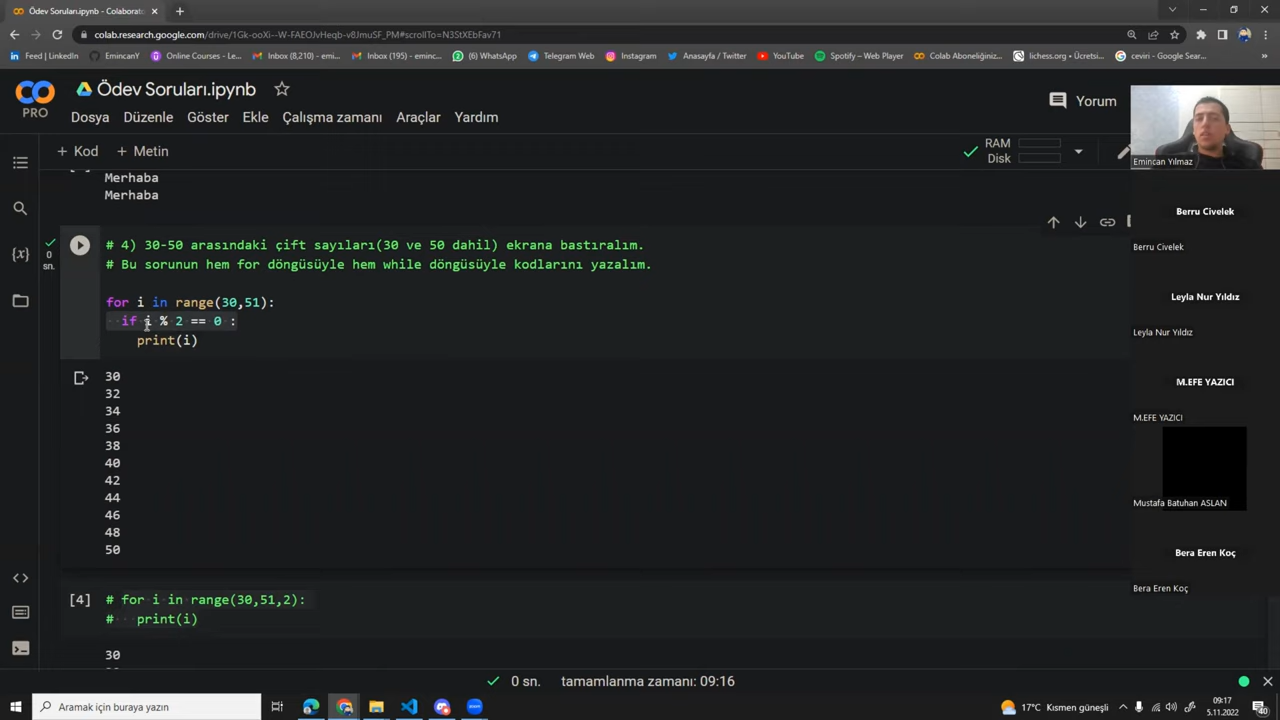 Ödev Soruları.ipynb - Colaborato
colab.research.google.com/drive/1Gk-ooXi--W-FAEOJvHeqb-v8JmuSF_PM#scrollTo=N3StXEbFav71
Feed | LinkedIn
EmincanY
Online Courses - Le...
Inbox (8,210) - emi...
Inbox (195) - eminc...
(6) WhatsApp
Telegram Web
Instagram
Anasayfa / Twitter
YouTube
Spotify – Web Player
Colab Aboneliğiniz...
lichess.org • Ücretsi...
ceviri - Google Sear...
PRO
Ödev Soruları.ipynb
Dosya Düzenle Göster Ekle Çalışma zamanı Araçlar Yardım
Yorum
+ Kod + Metin
RAM
Disk
Merhaba
Merhaba
0
sn.
# 4) 30-50 arasındaki çift sayıları(30 ve 50 dahil) ekrana bastıralım.
# Bu sorunun hem for döngüsüyle hem while döngüsüyle kodlarını yazalım.
for i in range(30,51):
if i % 2 == 0 :
print(i)
30
32
34
36
38
40
42
44
46
48
50
[4]
# for i in range(30,51,2):
# print(i)
30
0 sn. tamamlanma zamanı: 09:16
Emincan Yılmaz
Berru Civelek
Berru Civelek
Leyla Nur Yıldız
Leyla Nur Yıldız
M.EFE YAZICI
M.EFE YAZICI
Mustafa Batuhan ASLAN
Bera Eren Koç
Bera Eren Koç
Aramak için buraya yazın
17°C Kısmen güneşli
09:17
5.11.2022
40